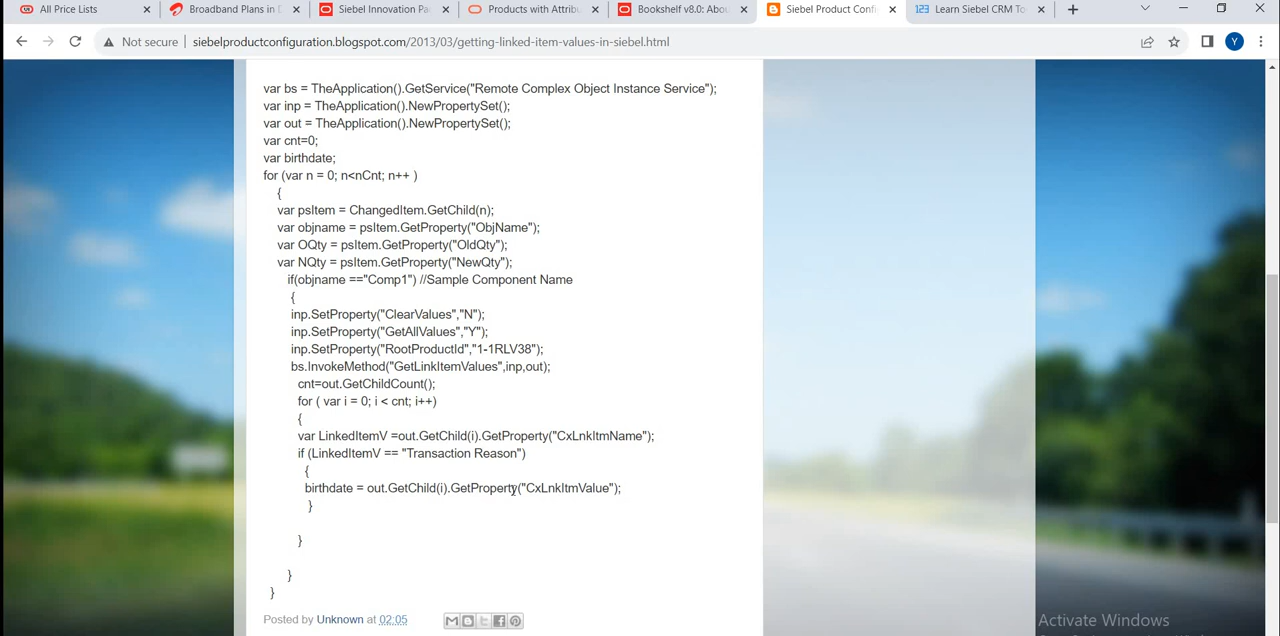 All Price Lists
Broadband Plans in D
Siebel Innovation Pa
Products with Attribu
Bookshelf v8.0: Abou
Siebel Product Confi
123 Learn Siebel CRM To
Not secure | siebelproductconfiguration.blogspot.com/2013/03/getting-linked-item-values-in-siebel.html
Y
var bs = TheApplication().GetService("Remote Complex Object Instance Service");
var inp = TheApplication().NewPropertySet();
var out = TheApplication().NewPropertySet();
var cnt=0;
var birthdate;
for (var n = 0; n<nCnt; n++ )
{
var psItem = ChangedItem.GetChild(n);
var objname = psItem.GetProperty("ObjName");
var OQty = psItem.GetProperty("OldQty");
var NQty = psItem.GetProperty("NewQty");
if(objname =="Comp1") //Sample Component Name
{
inp.SetProperty("ClearValues","N");
inp.SetProperty("GetAllValues","Y");
inp.SetProperty("RootProductId","1-1RLV38");
bs.InvokeMethod("GetLinkItemValues",inp,out);
cnt=out.GetChildCount();
for ( var i = 0; i < cnt; i++)
{
var LinkedItemV =out.GetChild(i).GetProperty("CxLnkItmName");
if (LinkedItemV == "Transaction Reason")
{
birthdate = out.GetChild(i).GetProperty("CxLnkItmValue");
}
}
}
}
Posted by Unknown at 02:05
Activate Windows